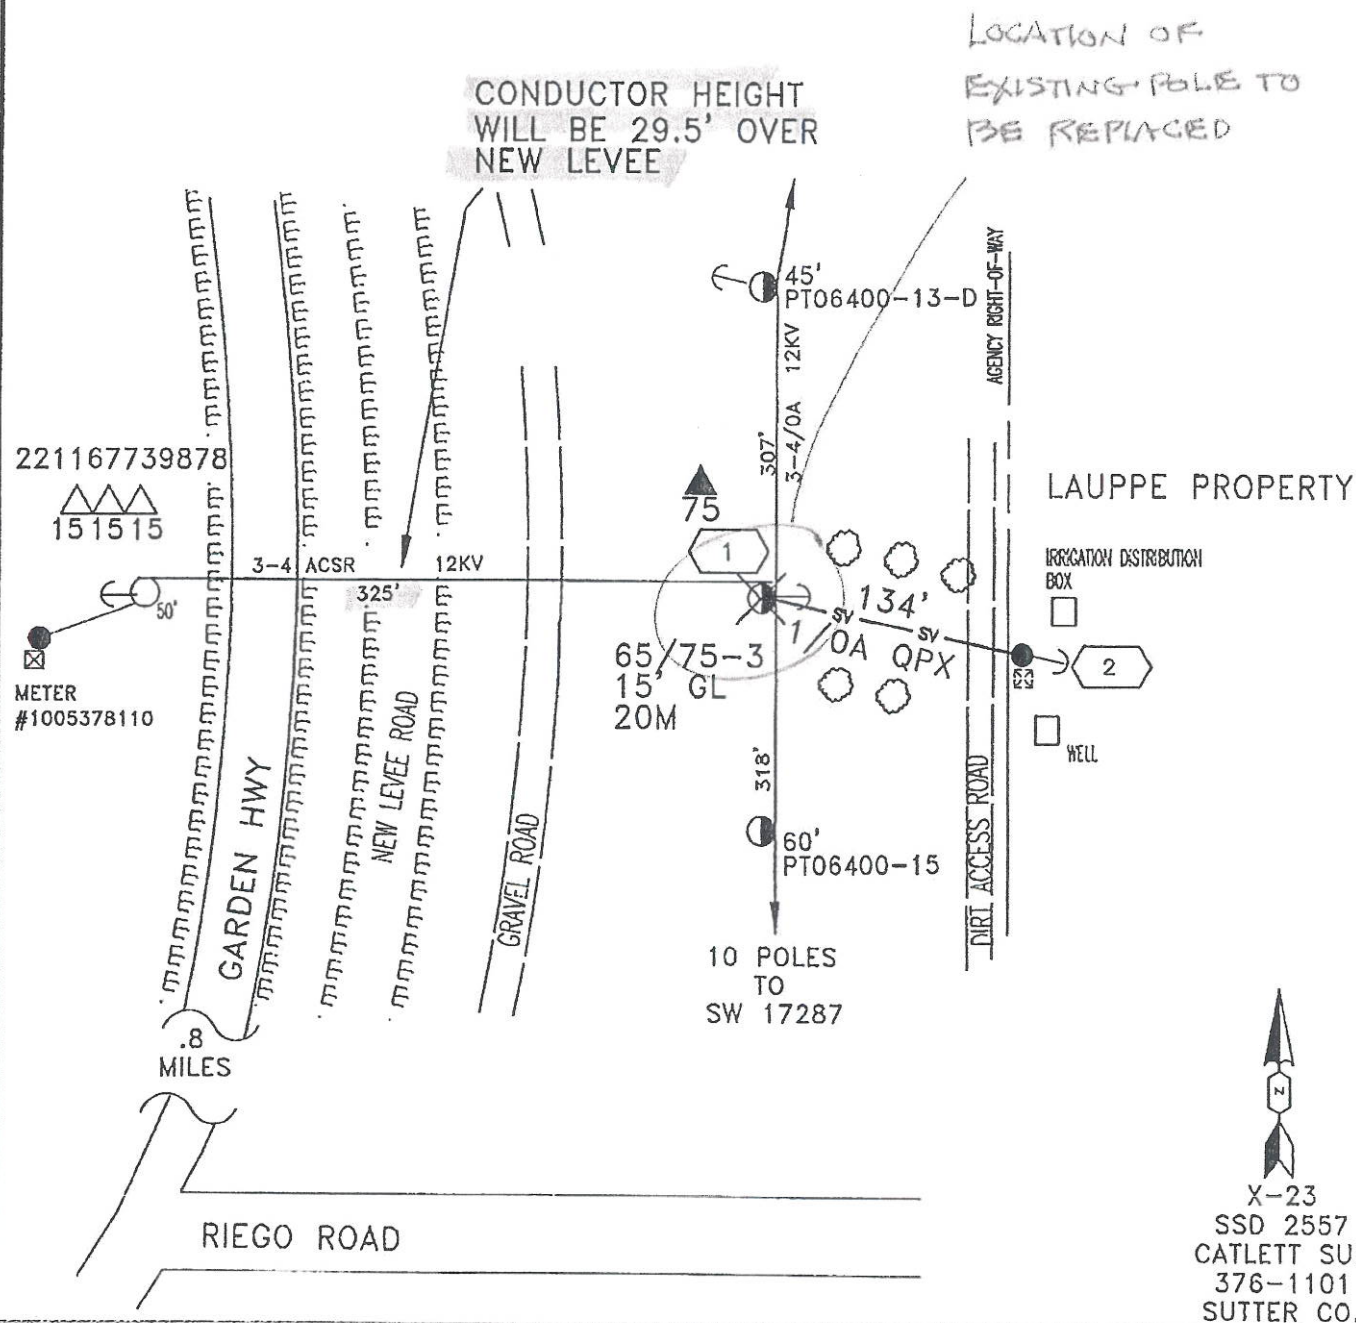 LOCATION OF
EXISTING POLE TO
BE REPLACED
CONDUCTOR HEIGHT
WILL BE 29.5' OVER
NEW LEVEE
45'
PT06400-13-D
AGENCY RIGHT-OF-WAY
307'
3-4/0A 12KV
221167739878
15 15 15
75
1
LAUPPE PROPERTY
IRRIGATION DISTRIBUTION
BOX
3-4 ACSR 12KV
325'
50'
134'
SV
SV
1/0A QPX
65/75-3
15' GL
20M
2
METER
#1005378110
WELL
NEW LEVEE ROAD
GARDEN HWY
GRAVEL ROAD
318'
60'
PT06400-15
DIRT ACCESS ROAD
10 POLES
TO
SW 17287
.8
MILES
RIEGO ROAD
N
X-23
SSD 2557
CATLETT SU
376-1101
SUTTER CO.